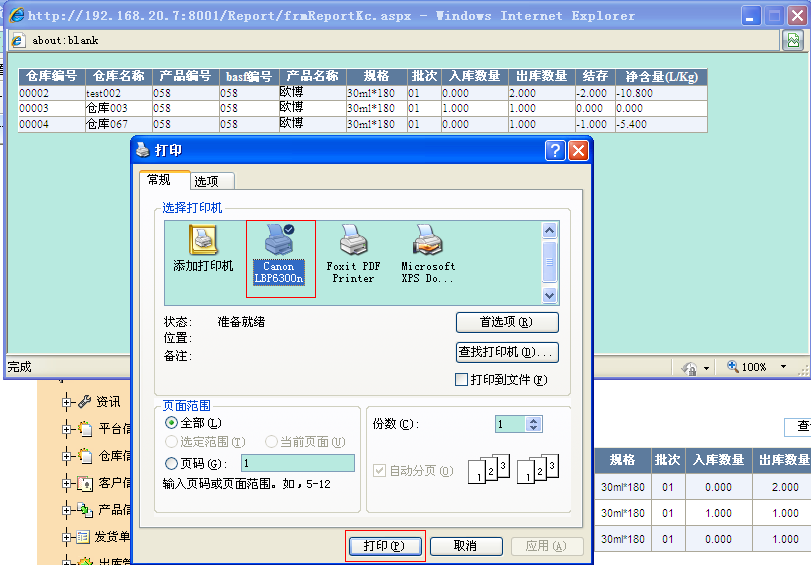 http://192.168.20.7:8001/Report/frmReportKc.aspx - Windows Internet Explorer
about:blank
仓库编号 仓库名称 产品编号 basf编号 产品名称 规格 批次 入库数量 出库数量 结存 净含量(L/Kg)
00002 test002 058 058 欧博 30ml*180 01 0.000 2.000 -2.000 -10.800
00003 仓库003 058 058 欧博 30ml*180 01 1.000 1.000 0.000 0.000
00004 仓库067 058 058 欧博 30ml*180 01 0.000 1.000 -1.000 -5.400
打印
常规 选项
选择打印机
添加打印机
Canon LBP6300n
Foxit PDF Printer
Microsoft XPS Do...
状态: 准备就绪
位置:
备注:
首选项(R)
查找打印机(D)...
打印到文件(F)
页面范围
全部(L)
选定范围(T) 当前页面(U)
页码(G): 1
输入页码或页面范围。如，5-12
份数(C): 1
自动分页(O)
1 2 3 1 2 3
打印(P) 取消 应用(A)
完成
100%
资讯
平台信
仓库信
客户信
产品信
发货单
出库管
查
规格 批次 入库数量 出库数量
30ml*180 01 0.000 2.000
30ml*180 01 1.000 1.000
30ml*180 01 0.000 1.000